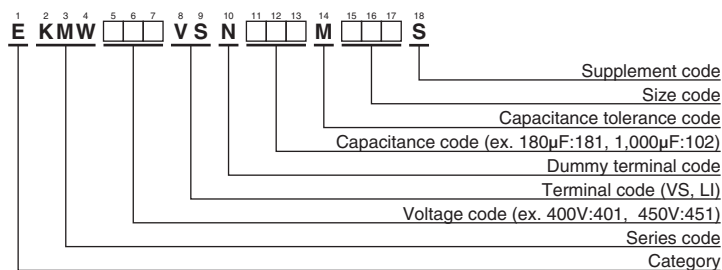 1 2 3 4 5 6 7 8 9 10 11 12 13 14 15 16 17 18
E KMW VS N M S
Supplement code
Size code
Capacitance tolerance code
Capacitance code (ex. 180µF:181, 1,000µF:102)
Dummy terminal code
Terminal code (VS, LI)
Voltage code (ex. 400V:401, 450V:451)
Series code
Category